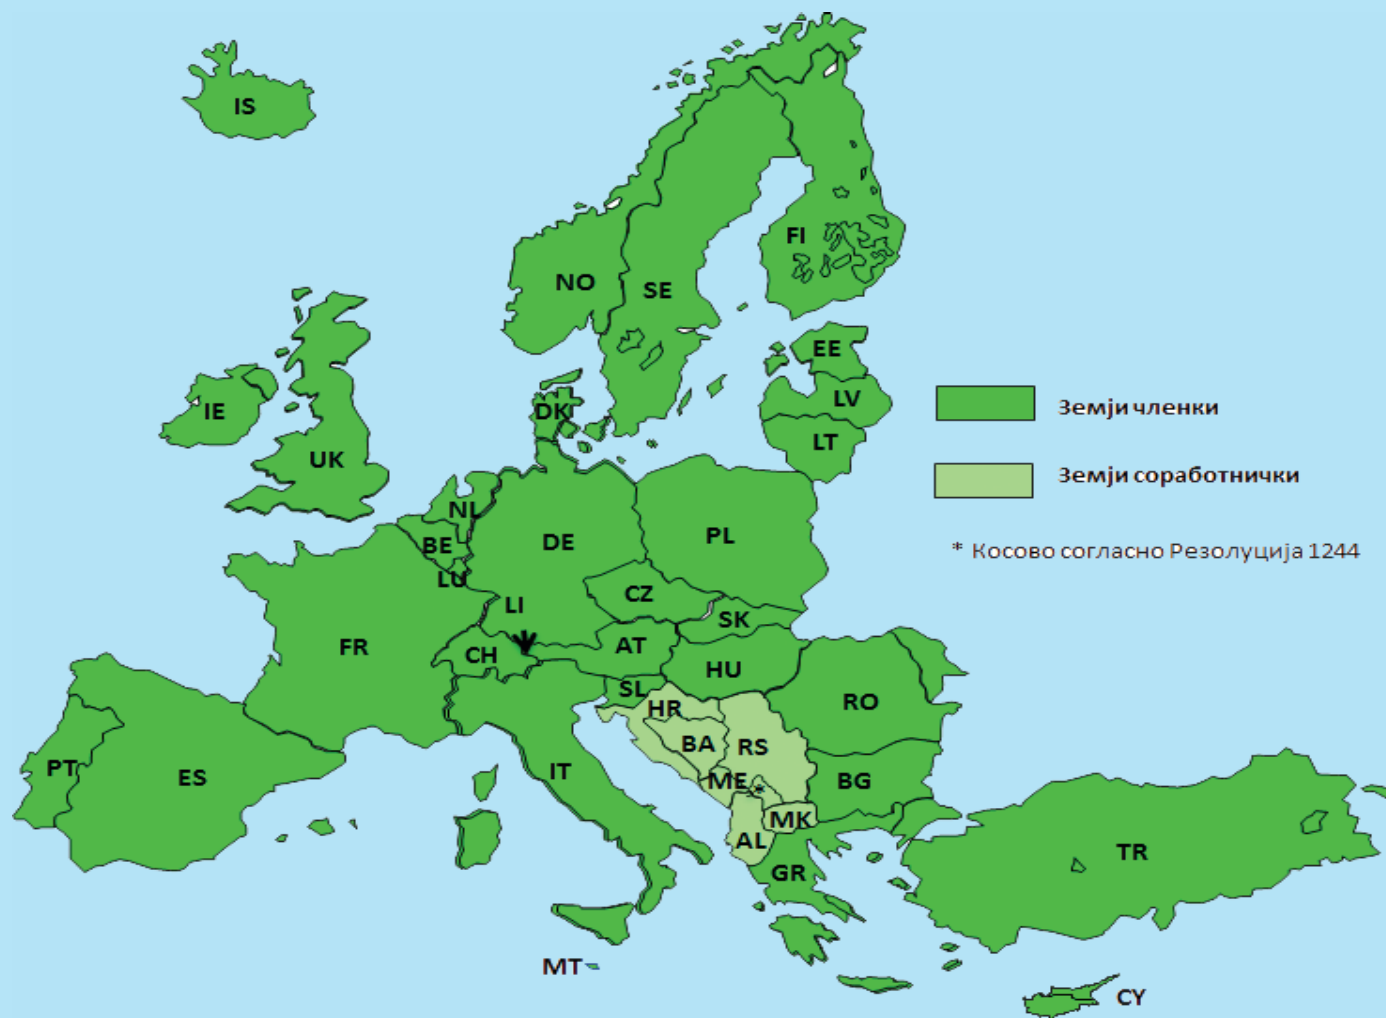 IS
NO
SE
FI
EE
LV
LT
IE
UK
DK
NL
BE
LU
DE
PL
LI
CZ
SK
FR
CH
AT
HU
SL
HR
RO
PT
ES
IT
BA
RS
ME
*
BG
MK
AL
GR
TR
MT
CY
Земји членки
Земји соработнички
* Косово согласно Резолуција 1244